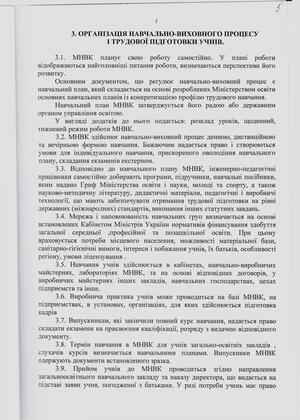 5
5
3. ОРГАНІЗАЦІЯ НАВЧАЛЬНО-ВИХОВНОГО ПРОЦЕСУ
І ТРУДОВОЇ ПІДГОТОВКИ УЧНІВ.
3.1. МНВК планує свою роботу самостійно. У плані роботи
відображаються найголовніші питання роботи, визначаються перспективи його
розвитку.
Основним документом, що регулює навчально-виховний процес є
навчальний план, який складається на основі розроблених Міністерством освіти
основних навчальних планів із конкретизацією профілю трудового навчання.
Навчальний план МНВК затверджується його радою або державним
органом управління освітою.
У вигляді додатків до нього подається: розклад уроків, щоденний,
тижневий режим роботи МНВК.
3.2. МНВК здійснює навчально-виховний процес денною, дистанційною
та вечірньою формою навчання. Бажаючим надається право і створюються
умови для індивідуального навчання, прискореного оволодіння навчального
плану, складання екзаменів екстерном.
3.3. Відповідно до навчального плану МНВК, інженерно-педагогічні
працівники самостійно добирають програми, підручники, навчальні посібники,
яким надано Гриф Міністерства освіти і науки, молоді та спорту, а також
науково-методичну літературу, дидактичні матеріали, педагогічні і виробничі
технології, що мають забезпечувати отримання трудової підготовки на рівні
державних (міжнародних) стандартів, виконання інших статутних завдань.
3.4. Мережа і наповнюваність навчальних груп визначається на основі
встановлених Кабінетом Міністрів України нормативів фінансування здобуття
загальної середньої ,професійної та позашкільної освіти. При цьому
враховується потреби місцевого населення, можливості матеріальної бази,
санітарно-гігієнічні вимоги, інтереси і побажання учнів, їх батьків, особливості
регіону, умови ліцензування .
3.5. Навчання учнів здійснюється в кабінетах, навчально-виробничих
майстернях, лабораторіях МНВК, та на основі відповідних договорів, у
виробничих майстернях інших закладів, навчальних господарствах, цехах
підприємств та інше.
3.6. Виробнича практика учнів може проводиться на базі МНВК, на
підприємствах, в установах, організаціях, для яких здійснюється підготовка
кадрів
3.7. Випускникам, які закінчили повний курс навчання, надається право
складати екзамени на присвоєння кваліфікації, розряду з видачею відповідного
документу.
3.8. Термін навчання в МНВК для учнів загально-освітніх закладів ,
слухачів курсів визначається навчальними планами. Випускники МНВК
одержують документи встановленого зразка.
3.9. Прийом учнів до МНВК проводиться згідно направлення
загальноосвітнього навчального закладу та наказу директора, що видається на
підставі заяви учня, погодженої з батьками. У разі потреби учень має право